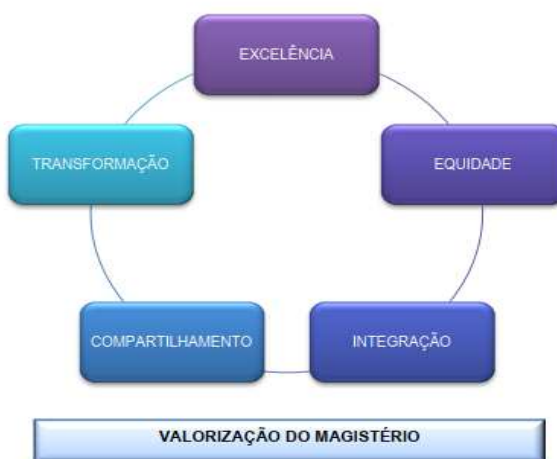 EXCELÊNCIA
TRANSFORMAÇÃO
EQUIDADE
COMPARTILHAMENTO
INTEGRAÇÃO
VALORIZAÇÃO DO MAGISTÉRIO